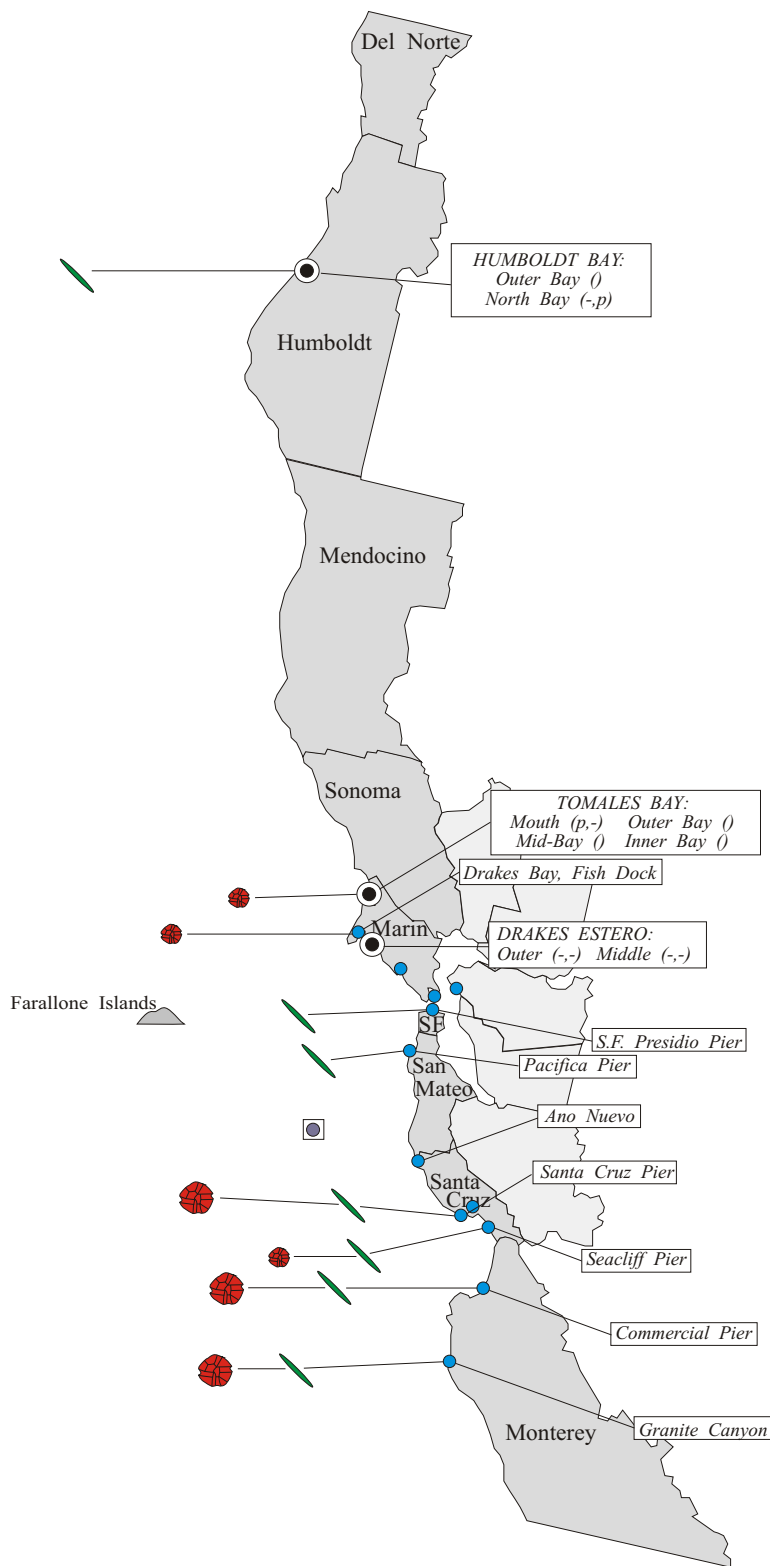 Del Norte
HUMBOLDT BAY:
Outer Bay ()
North Bay (-,p)
Humboldt
Mendocino
Sonoma
TOMALES BAY:
Mouth (p,-) Outer Bay ()
Mid-Bay () Inner Bay ()
Drakes Bay, Fish Dock
Marin
DRAKES ESTERO:
Outer (-,-) Middle (-,-)
Farallone Islands
SF
S.F. Presidio Pier
San
Mateo
Pacifica Pier
Ano Nuevo
Santa
Cruz
Santa Cruz Pier
Seacliff Pier
Commercial Pier
Monterey
Granite Canyon